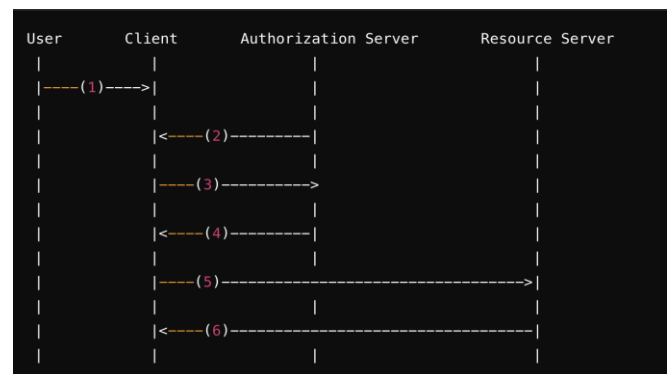 User Client Authorization Server Resource Server
| | | |
|----(1)---->| | |
| | | |
| |<----(2)---------| |
| | | |
| |----(3)----------> |
| | | |
| |<----(4)---------| |
| | | |
| |----(5)---------------------------------->|
| | | |
| |<----(6)----------------------------------|
| | | |